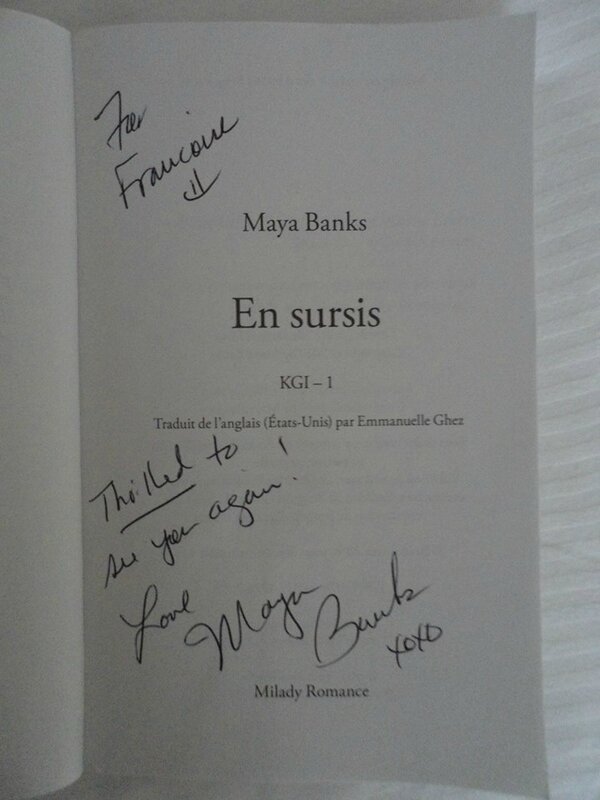 For
Francoise
Maya Banks
En sursis
KGI – 1
Traduit de l'anglais (États-Unis) par Emmanuelle Ghez
Thrilled to
see you again!
Love Maya Banks
xoxo
Milady Romance